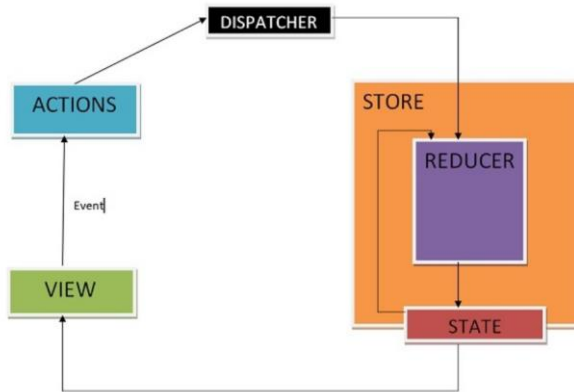 DISPATCHER
ACTIONS
STORE
REDUCER
Event
VIEW
STATE